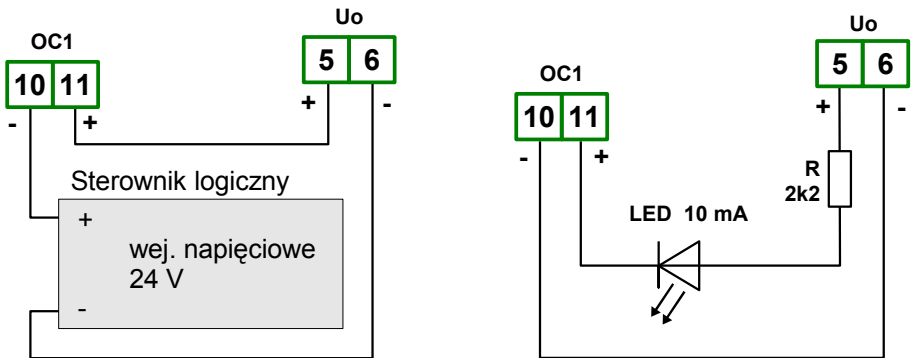 Uo
OC1
5 6
10 11
+ -
- +
Sterownik logiczny
+
wej. napięciowe
24 V
-
Uo
5 6
OC1
+ -
10 11
- +
R
2k2
LED 10 mA